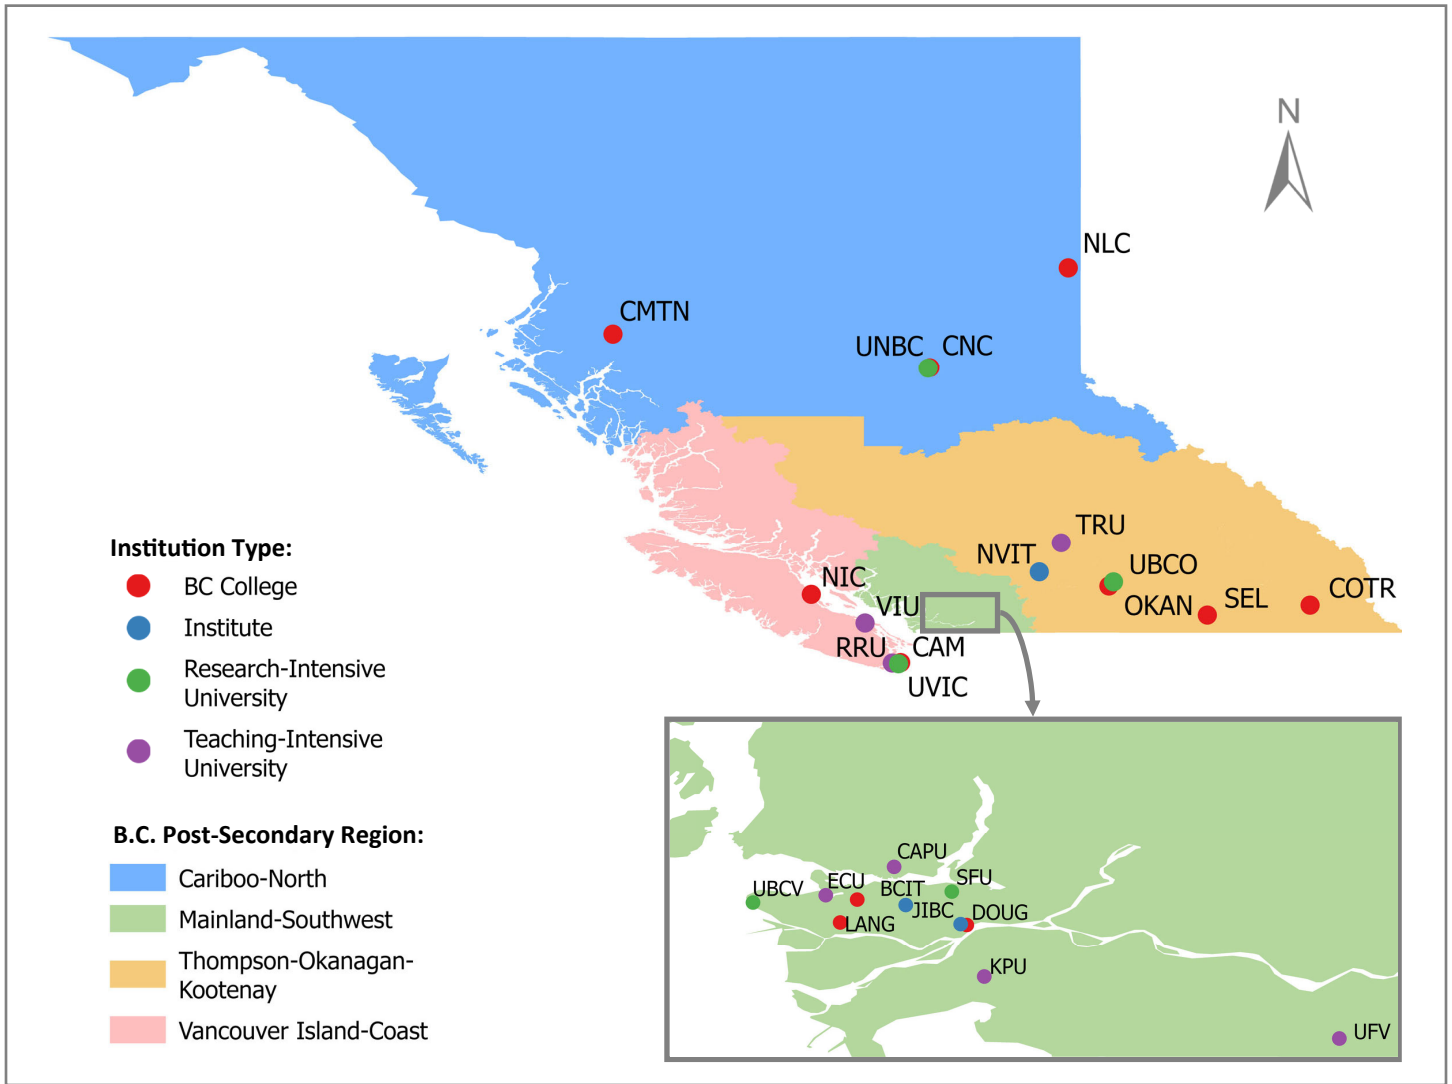 N
NLC
CMTN
UNBC
CNC
TRU
NVIT
UBCO
OKAN
SEL
COTR
NIC
VIU
RRU
CAM
UVIC
Institution Type:
BC College
Institute
Research-Intensive
University
Teaching-Intensive
University
B.C. Post-Secondary Region:
Cariboo-North
Mainland-Southwest
Thompson-Okanagan-
Kootenay
Vancouver Island-Coast
CAPU
UBCV
ECU
BCIT
SFU
LANG
JIBC
DOUG
KPU
UFV